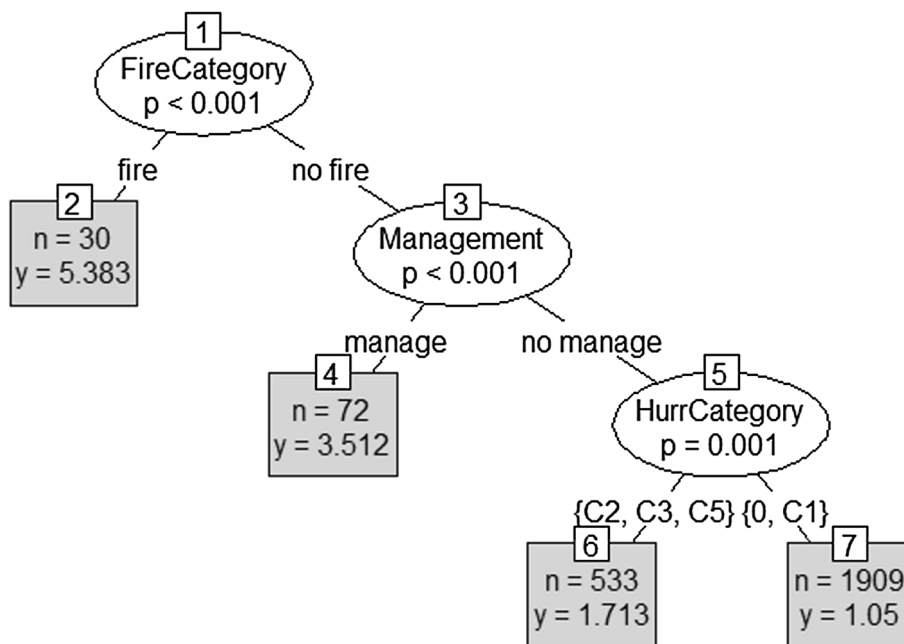 1
FireCategory
p < 0.001
fire
no fire
2
n = 30
y = 5.383
3
Management
p < 0.001
manage
no manage
4
n = 72
y = 3.512
5
HurrCategory
p = 0.001
{C2, C3, C5} {0, C1}
6
n = 533
y = 1.713
7
n = 1909
y = 1.05